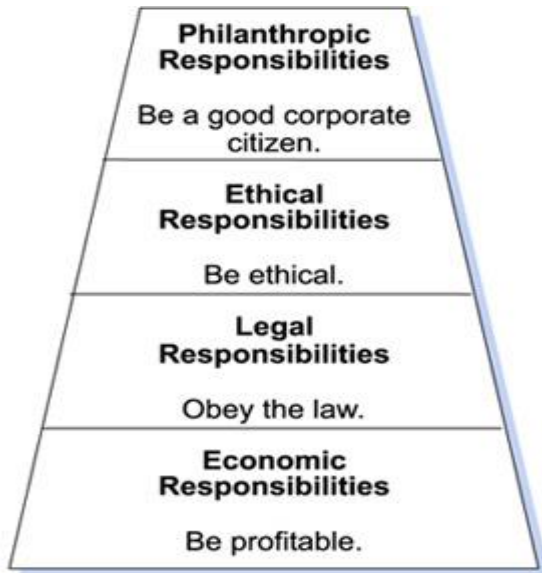 Philanthropic
Responsibilities
Be a good corporate
citizen.
Ethical
Responsibilities
Be ethical.
Legal
Responsibilities
Obey the law.
Economic
Responsibilities
Be profitable.